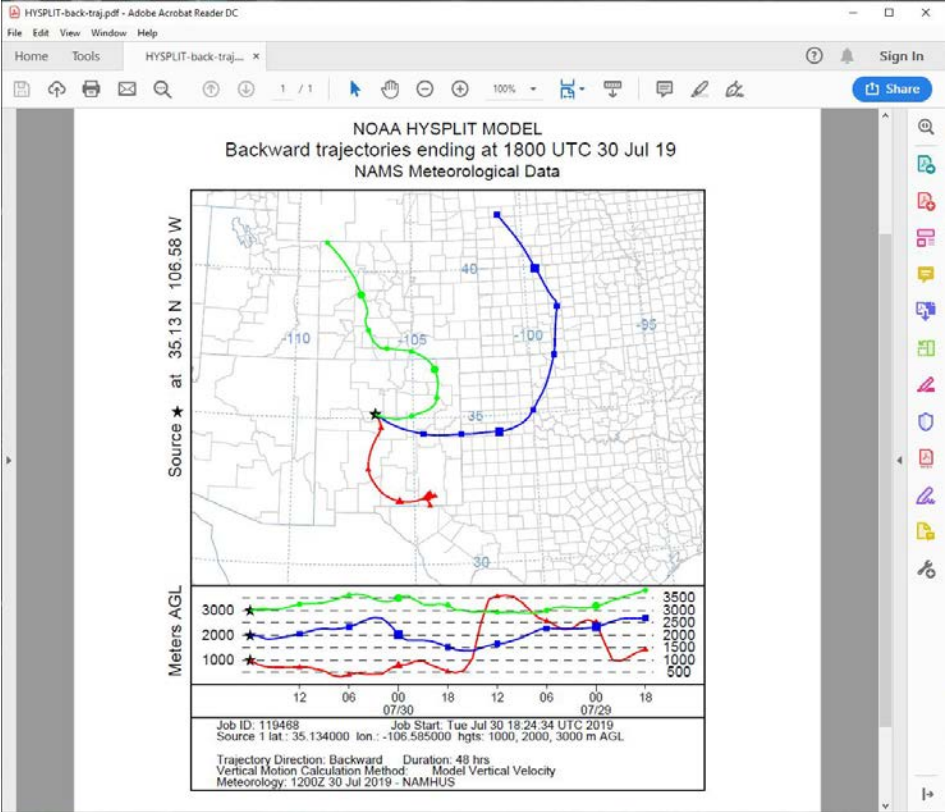 HYSPLIT-back-traj.pdf - Adobe Acrobat Reader DC
File Edit View Window Help
Home Tools HYSPLIT-back-traj... × Sign In
1 / 1 100% Share
NOAA HYSPLIT MODEL
Backward trajectories ending at 1800 UTC 30 Jul 19
NAMS Meteorological Data
Source ★ at 35.13 N 106.58 W
40
-110 -105 -100 -95
35
30
Meters AGL
3500
3000 3000
2500
2000 2000
1500
1000 1000
500
12 06 00 18 12 06 00 18
07/30 07/29
Job ID: 119468 Job Start: Tue Jul 30 18:24:34 UTC 2019
Source 1 lat.: 35.134000 lon.: -106.585000 hgts: 1000, 2000, 3000 m AGL
Trajectory Direction: Backward Duration: 48 hrs
Vertical Motion Calculation Method: Model Vertical Velocity
Meteorology: 1200Z 30 Jul 2019 - NAMHUS